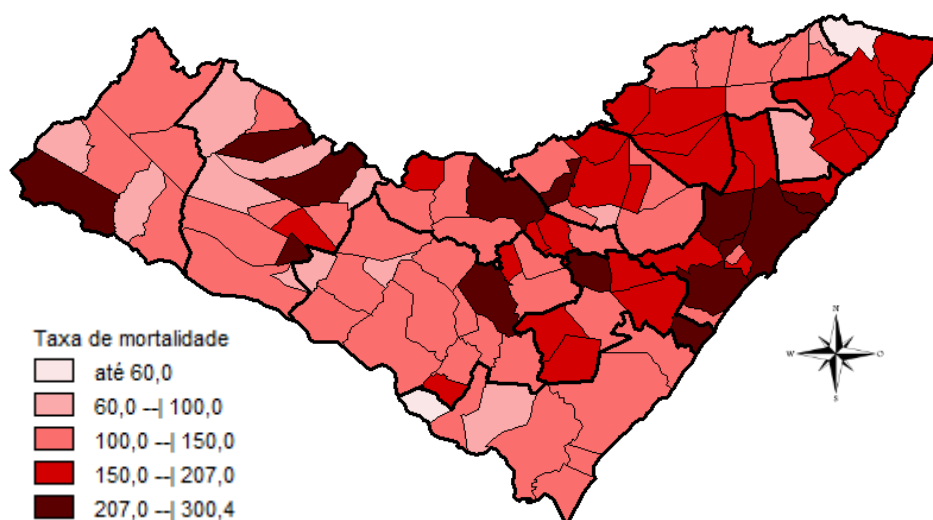 Taxa de mortalidade
até 60,0
60,0 --| 100,0
100,0 --| 150,0
150,0 --| 207,0
207,0 --| 300,4
N
W
O
S